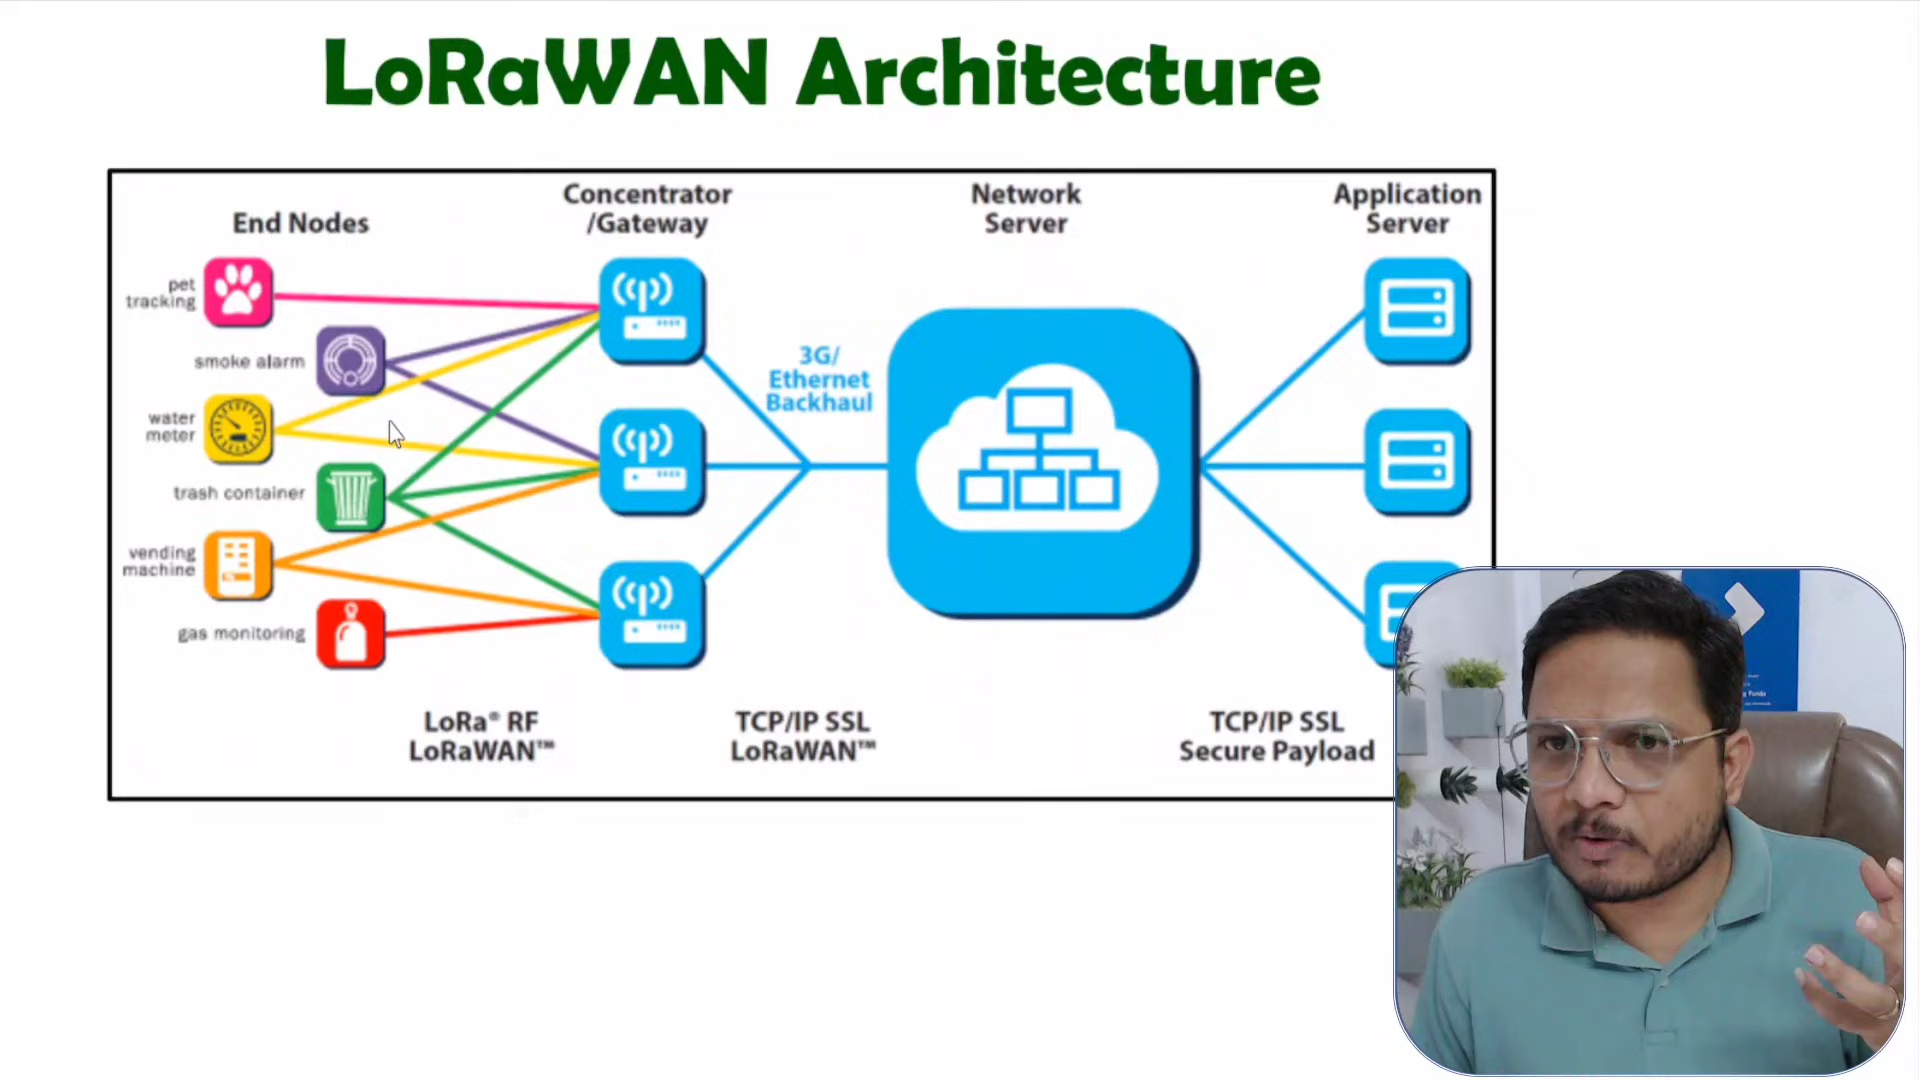 LoRaWAN Architecture
End Nodes
Concentrator
/Gateway
Network
Server
Application
Server
pet
tracking
smoke alarm
water
meter
trash container
vending
machine
gas monitoring
3G/
Ethernet
Backhaul
LoRa® RF
LoRaWAN™
TCP/IP SSL
LoRaWAN™
TCP/IP SSL
Secure Payload